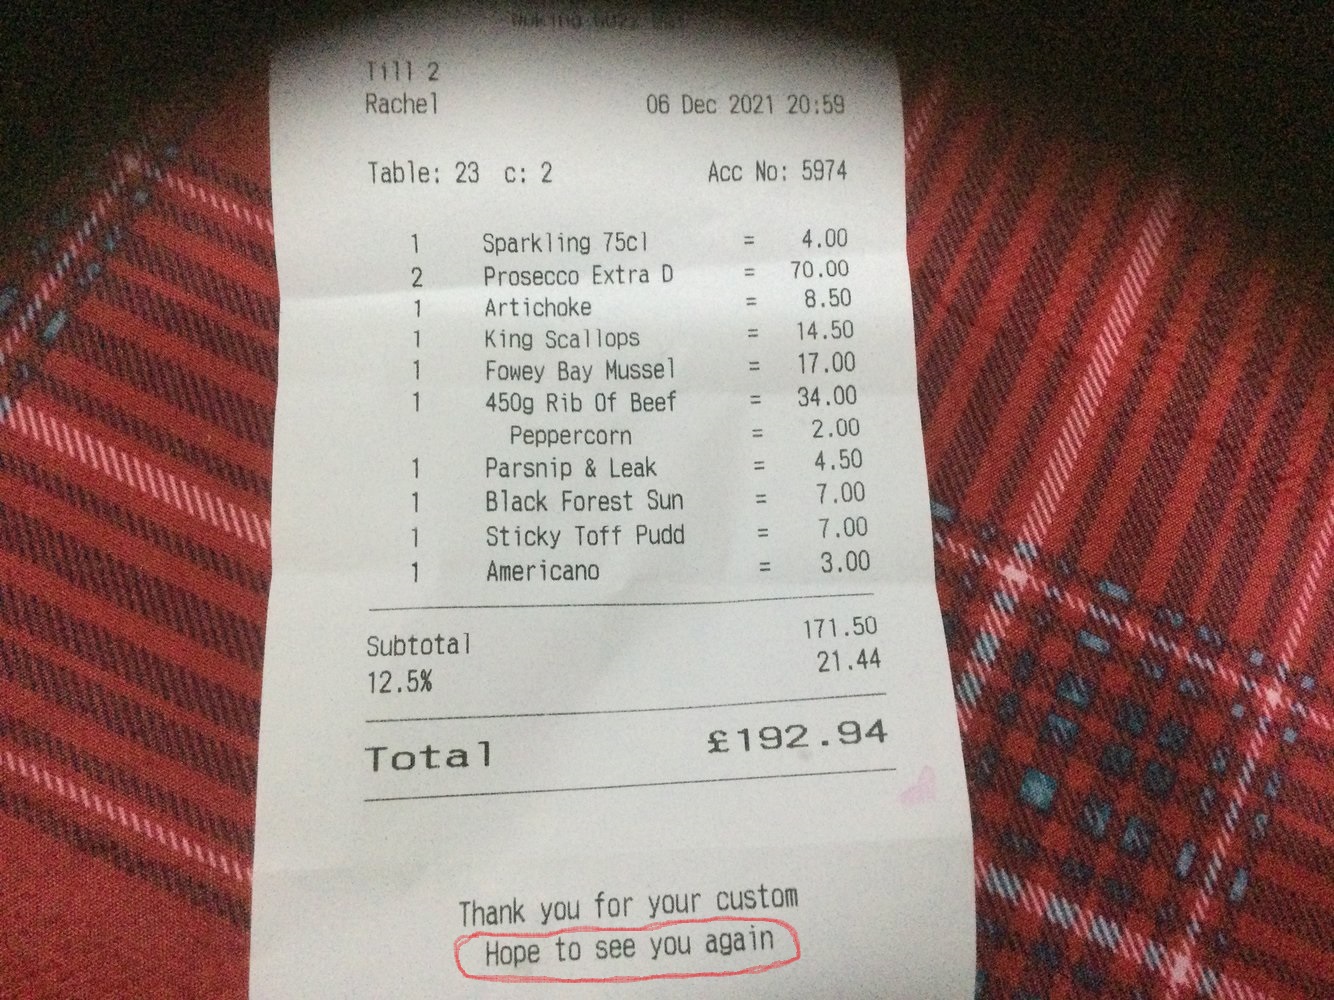 Till 2
Rachel 06 Dec 2021 20:59
Table: 23 c: 2 Acc No: 5974
1 Sparkling 75cl = 4.00
2 Prosecco Extra D = 70.00
1 Artichoke = 8.50
1 King Scallops = 14.50
1 Fowey Bay Mussel = 17.00
1 450g Rib Of Beef = 34.00
Peppercorn = 2.00
1 Parsnip & Leak = 4.50
1 Black Forest Sun = 7.00
1 Sticky Toff Pudd = 7.00
1 Americano = 3.00
Subtotal 171.50
12.5% 21.44
Total £192.94
Thank you for your custom
Hope to see you again